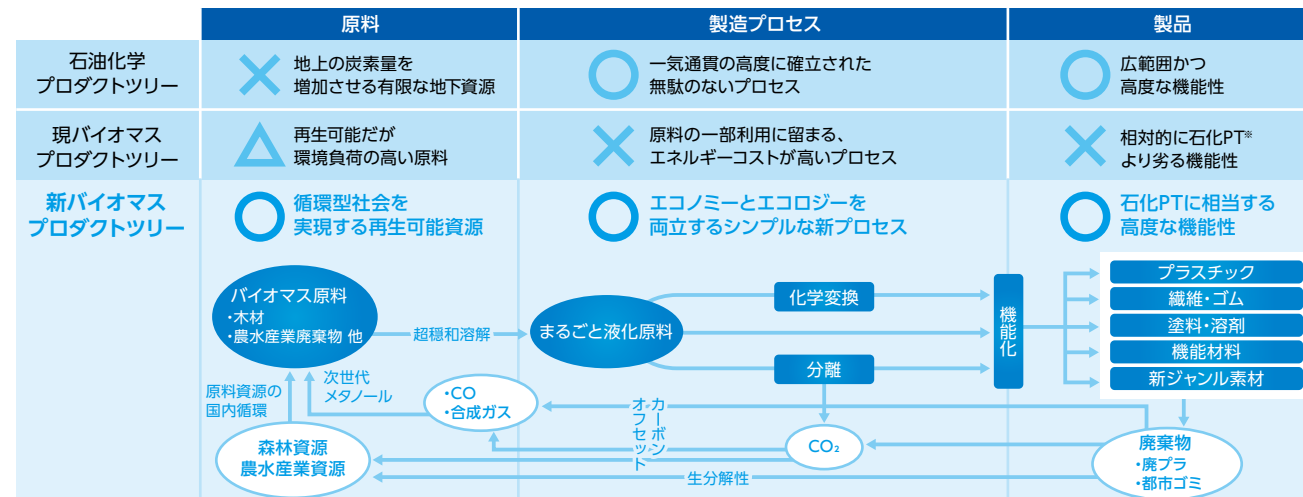 原料
製造プロセス
製品
石油化学
プロダクトツリー
地上の炭素量を
増加させる有限な地下資源
一気通貫の高度に確立された
無駄のないプロセス
広範囲かつ
高度な機能性
現バイオマス
プロダクトツリー
再生可能だが
環境負荷の高い原料
原料の一部利用に留まる、
エネルギーコストが高いプロセス
相対的に石化PT※
より劣る機能性
新バイオマス
プロダクトツリー
循環型社会を
実現する再生可能資源
エコノミーとエコロジーを
両立するシンプルな新プロセス
石化PTに相当する
高度な機能性
バイオマス原料
・木材
・農水産業廃棄物 他
超穏和溶解
まるごと液化原料
化学変換
分離
機能化
プラスチック
繊維・ゴム
塗料・溶剤
機能材料
新ジャンル素材
原料資源の
国内循環
次世代
メタノール
・CO
・合成ガス
カーボン
オフセット
CO₂
森林資源
農水産業資源
生分解性
廃棄物
・廃プラ
・都市ゴミ